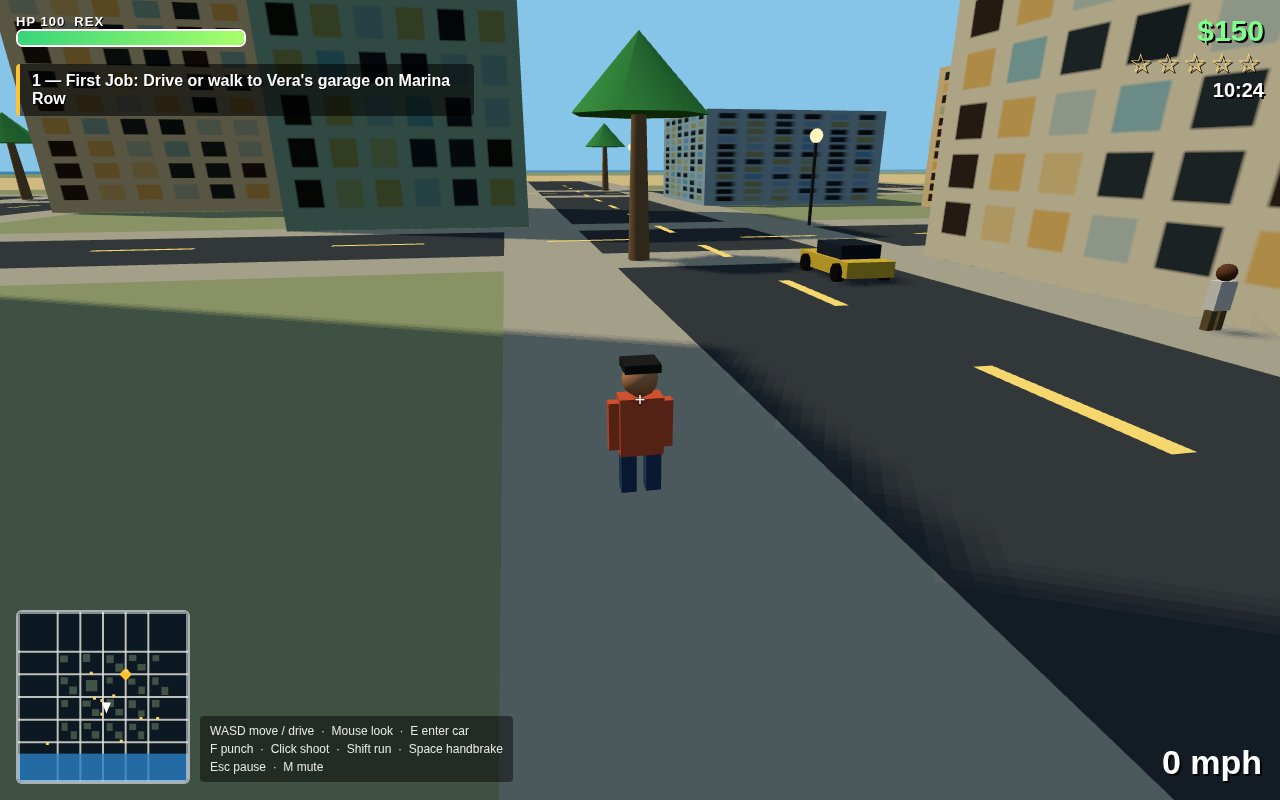 HP 100 REX
1 — First Job: Drive or walk to Vera's garage on Marina
Row
$150
10:24
WASD move / drive · Mouse look · E enter car
F punch · Click shoot · Shift run · Space handbrake
Esc pause · M mute
0 mph